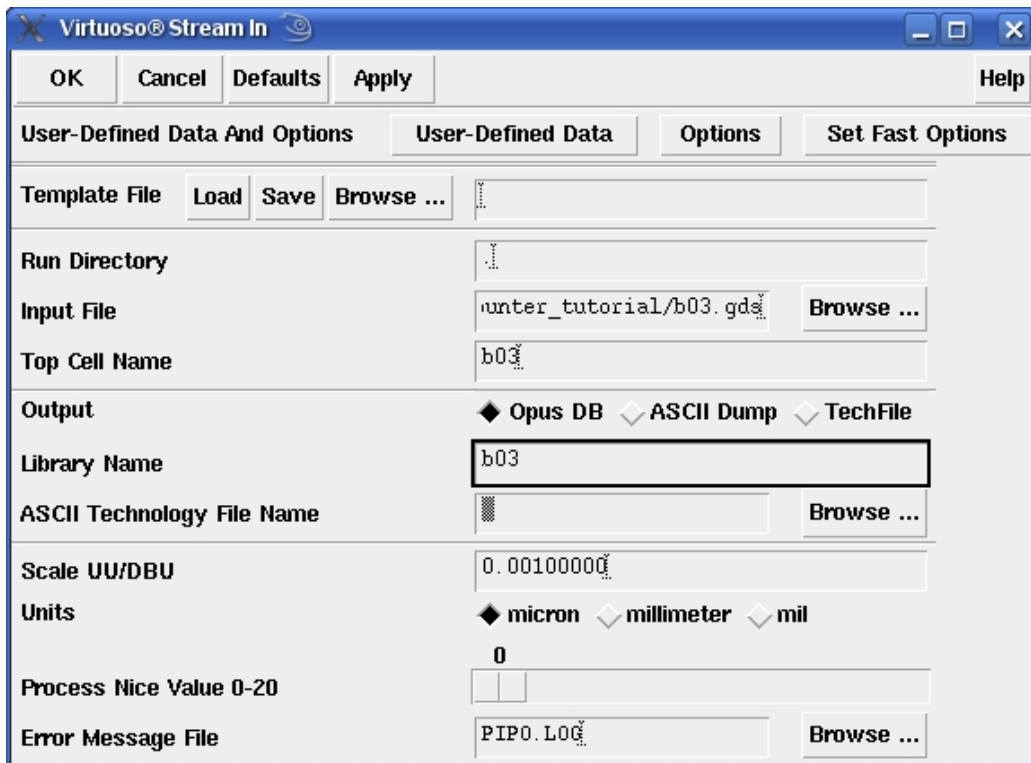 Virtuoso® Stream In
OK Cancel Defaults Apply Help
User-Defined Data And Options User-Defined Data Options Set Fast Options
Template File Load Save Browse ...
Run Directory .
Input File unter_tutorial/b03.gds Browse ...
Top Cell Name b03
Output Opus DB ASCII Dump TechFile
Library Name b03
ASCII Technology File Name Browse ...
Scale UU/DBU 0.00100000
Units micron millimeter mil
0
Process Nice Value 0-20
Error Message File PIPO.LOG Browse ...